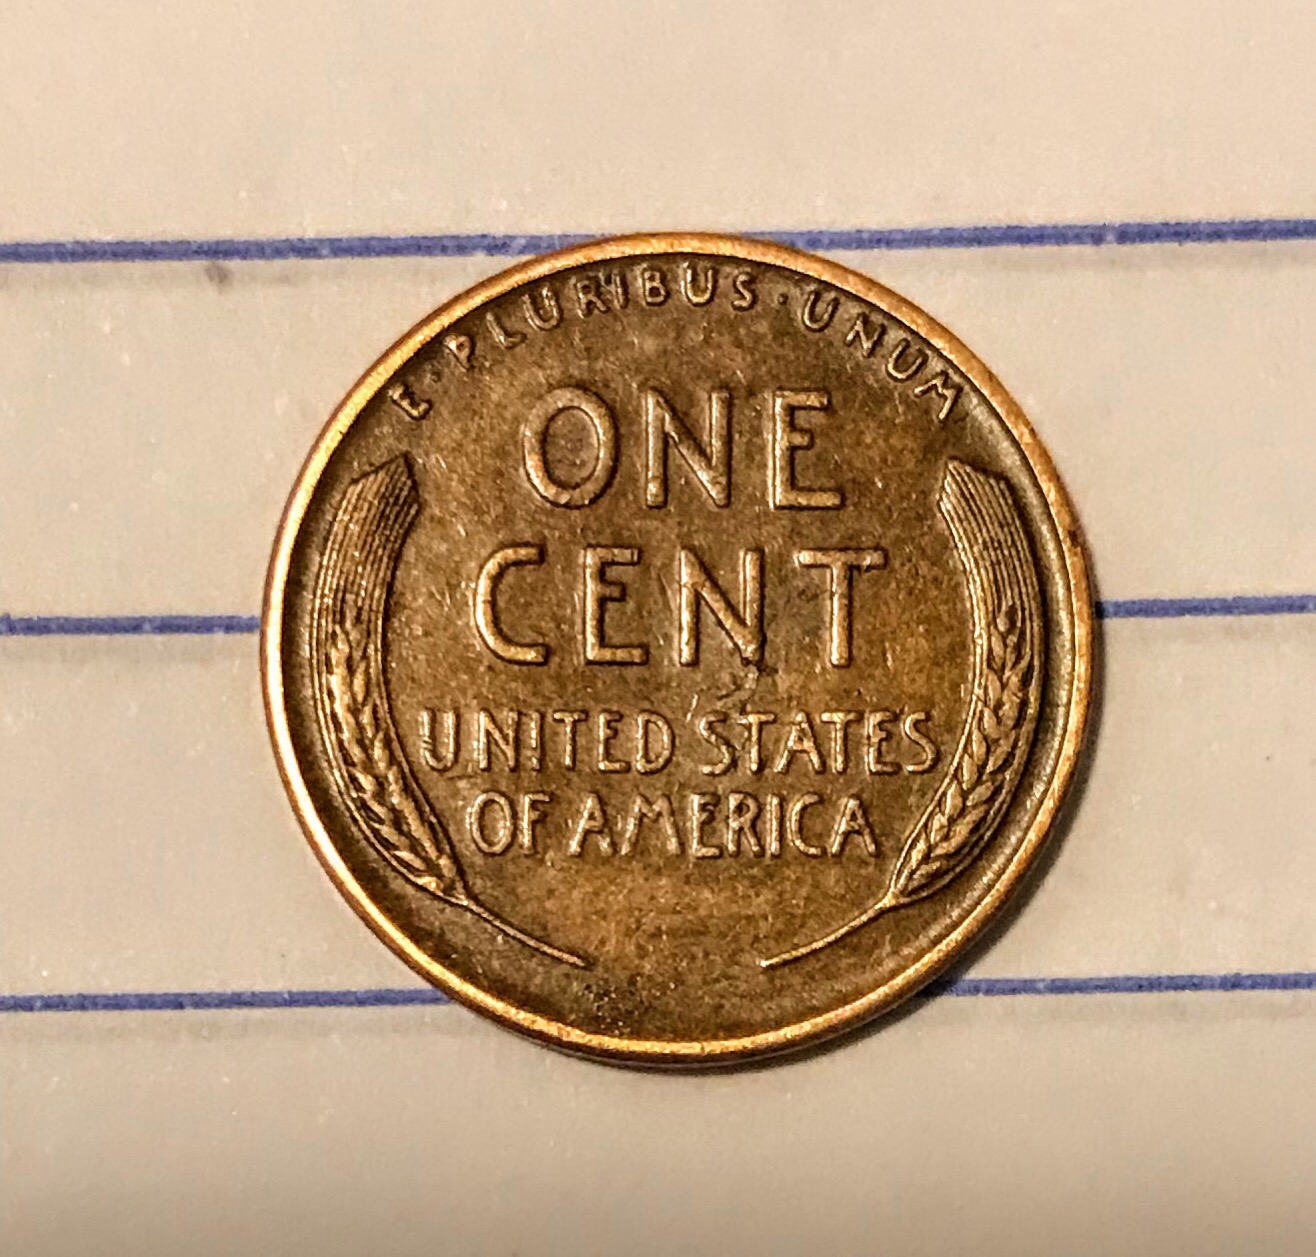 E·PLURIBUS·UNUM
ONE
CENT
UNITED STATES
OF AMERICA